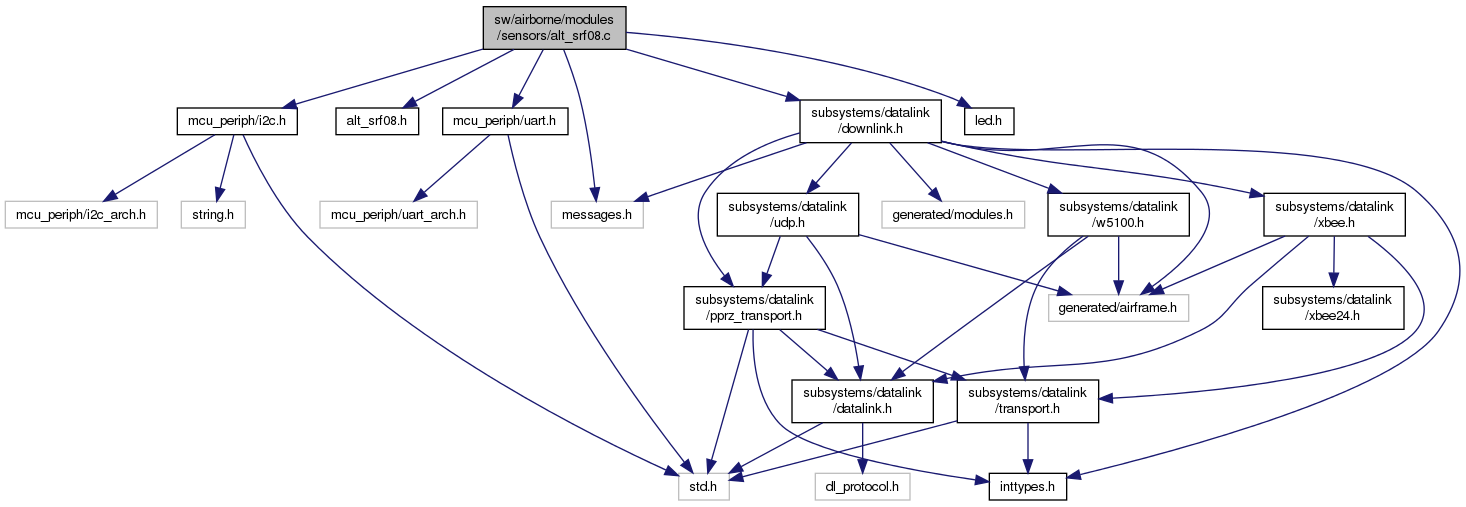 sw/airborne/modules
/sensors/alt_srf08.c
mcu_periph/i2c.h
alt_srf08.h
mcu_periph/uart.h
subsystems/datalink
/downlink.h
led.h
mcu_periph/i2c_arch.h
string.h
mcu_periph/uart_arch.h
messages.h
subsystems/datalink
/udp.h
generated/modules.h
subsystems/datalink
/w5100.h
subsystems/datalink
/xbee.h
subsystems/datalink
/pprz_transport.h
generated/airframe.h
subsystems/datalink
/xbee24.h
subsystems/datalink
/datalink.h
subsystems/datalink
/transport.h
std.h
dl_protocol.h
inttypes.h